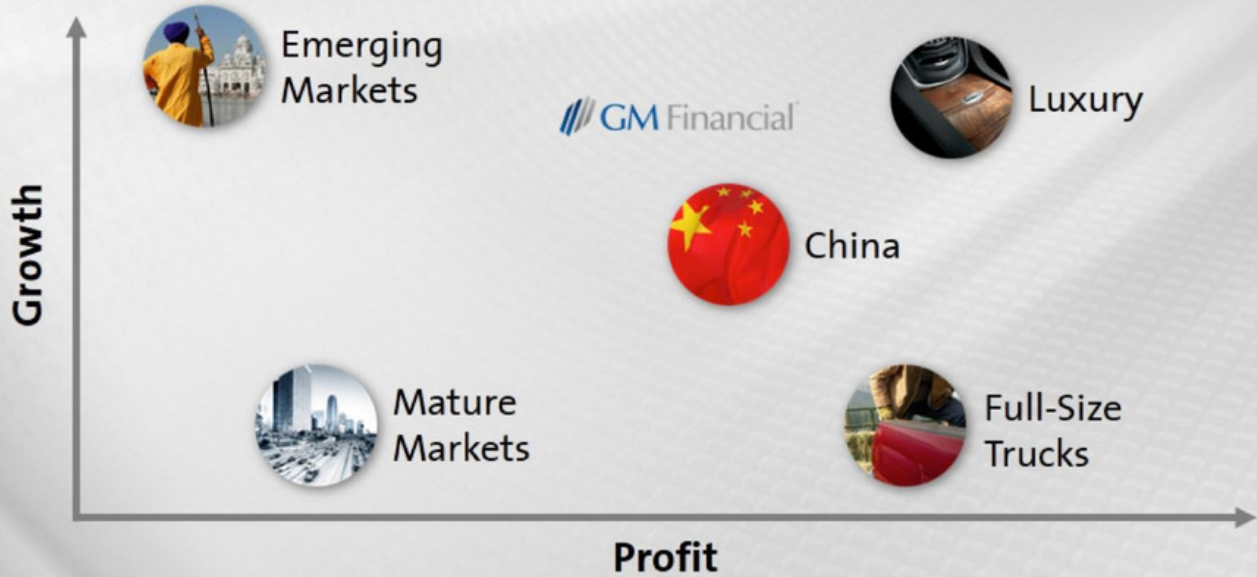 Emerging
Markets
GM Financial
Luxury
China
Growth
Mature
Markets
Full-Size
Trucks
Profit